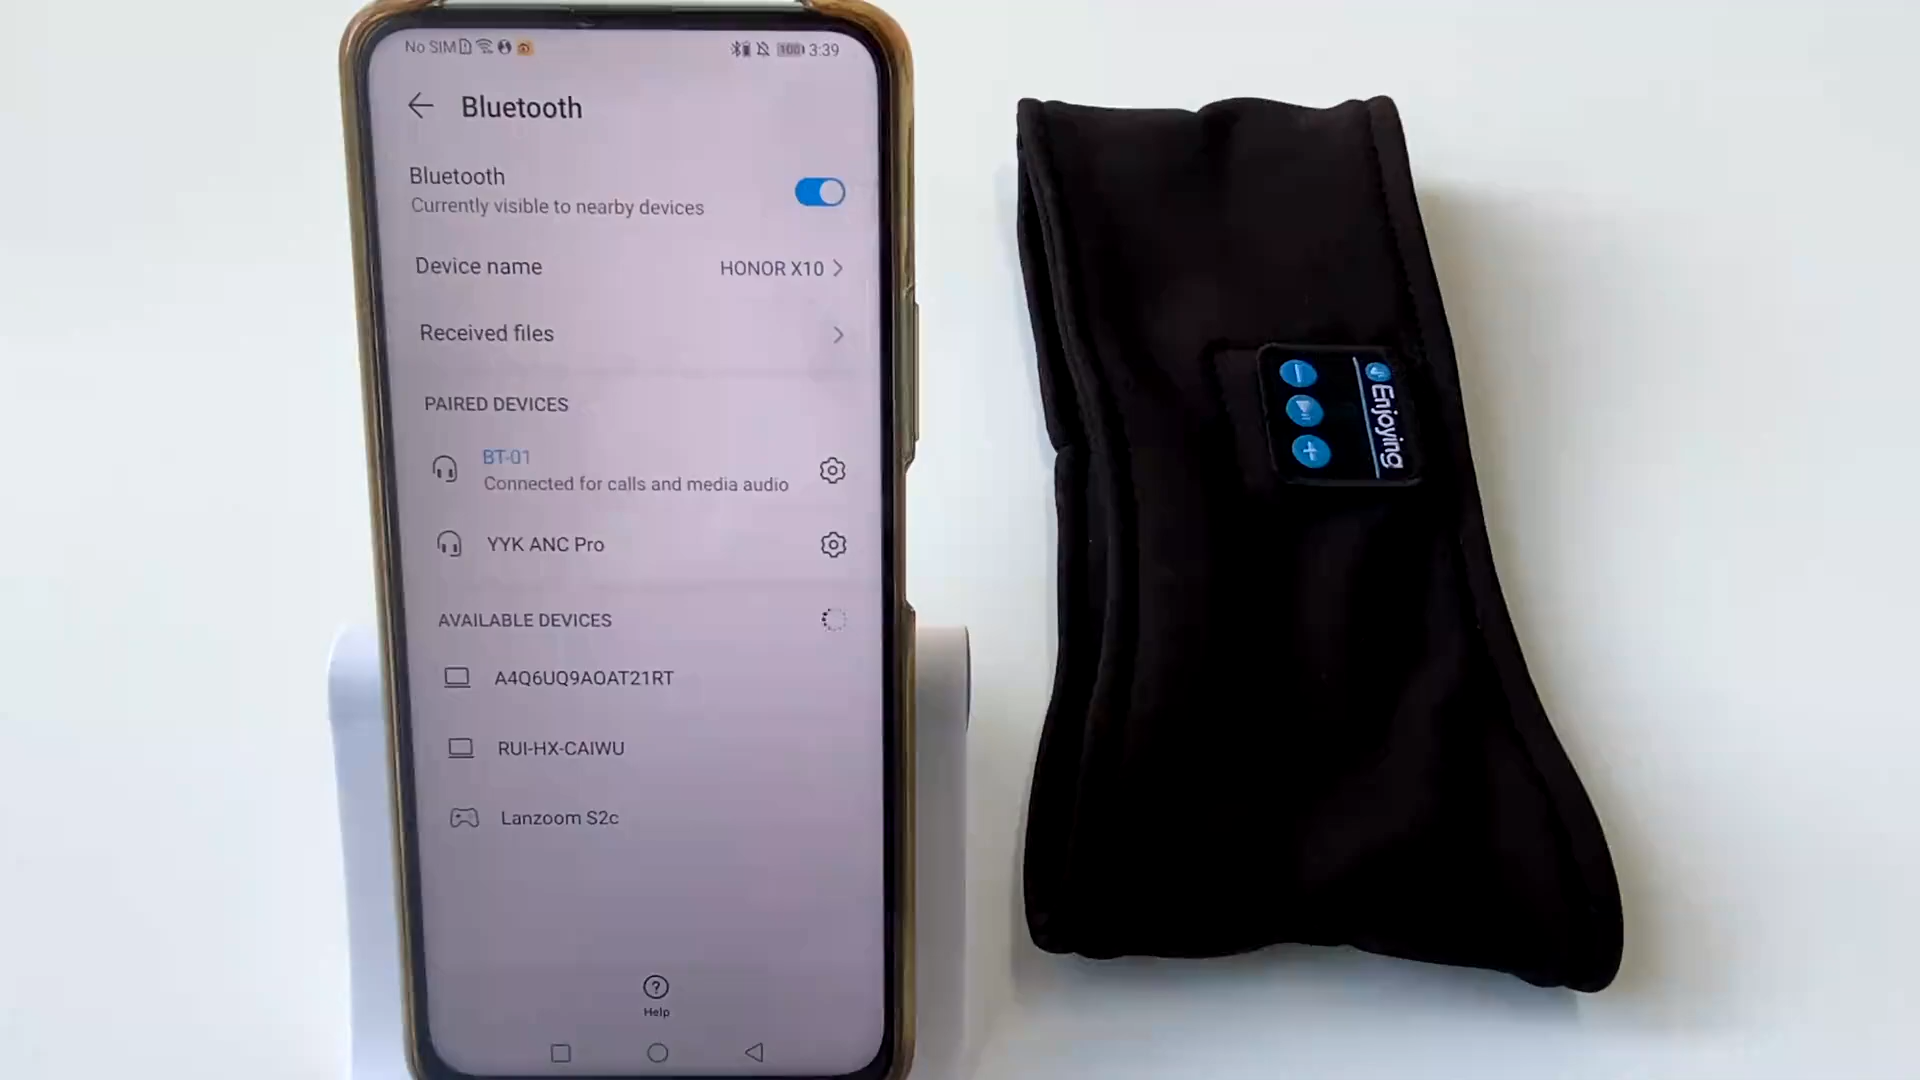 No SIM 100 3:39
Bluetooth
Bluetooth
Currently visible to nearby devices
Device name HONOR X10
Received files
PAIRED DEVICES
BT-01
Connected for calls and media audio
YYK ANC Pro
AVAILABLE DEVICES
A4Q6UQ9AOAT21RT
RUI-HX-CAIWU
Lanzoom S2c
Help
Enjoying